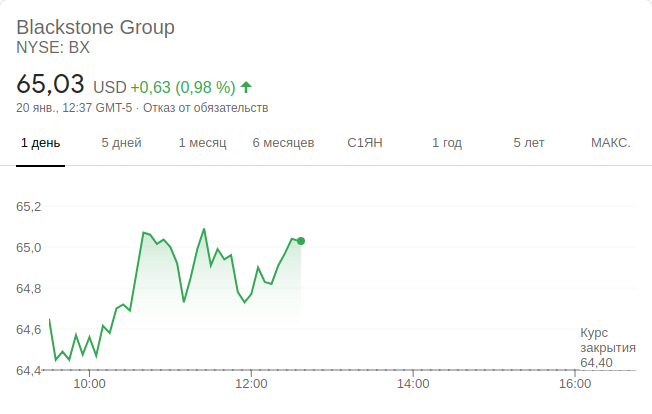 Blackstone Group
NYSE: BX
65,03 USD +0,63 (0,98 %)
20 янв., 12:37 GMT-5 · Отказ от обязательств
1 день 5 дней 1 месяц 6 месяцев С1ЯН 1 год 5 лет МАКС.
65,2
65,0
64,8
64,6
64,4
Курс
закрытия
64,40
10:00 12:00 14:00 16:00